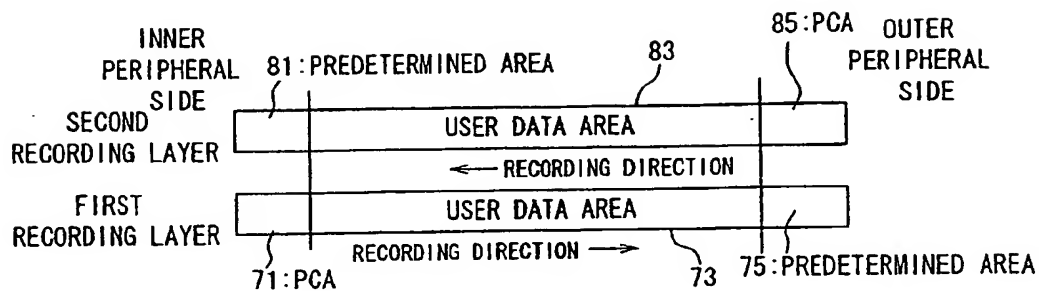 INNER
PERIPHERAL
SIDE
81:PREDETERMINED AREA
83
85:PCA
OUTER
PERIPHERAL
SIDE
SECOND
RECORDING LAYER
USER DATA AREA
← RECORDING DIRECTION
FIRST
RECORDING LAYER
USER DATA AREA
RECORDING DIRECTION →
71:PCA
73
75:PREDETERMINED AREA